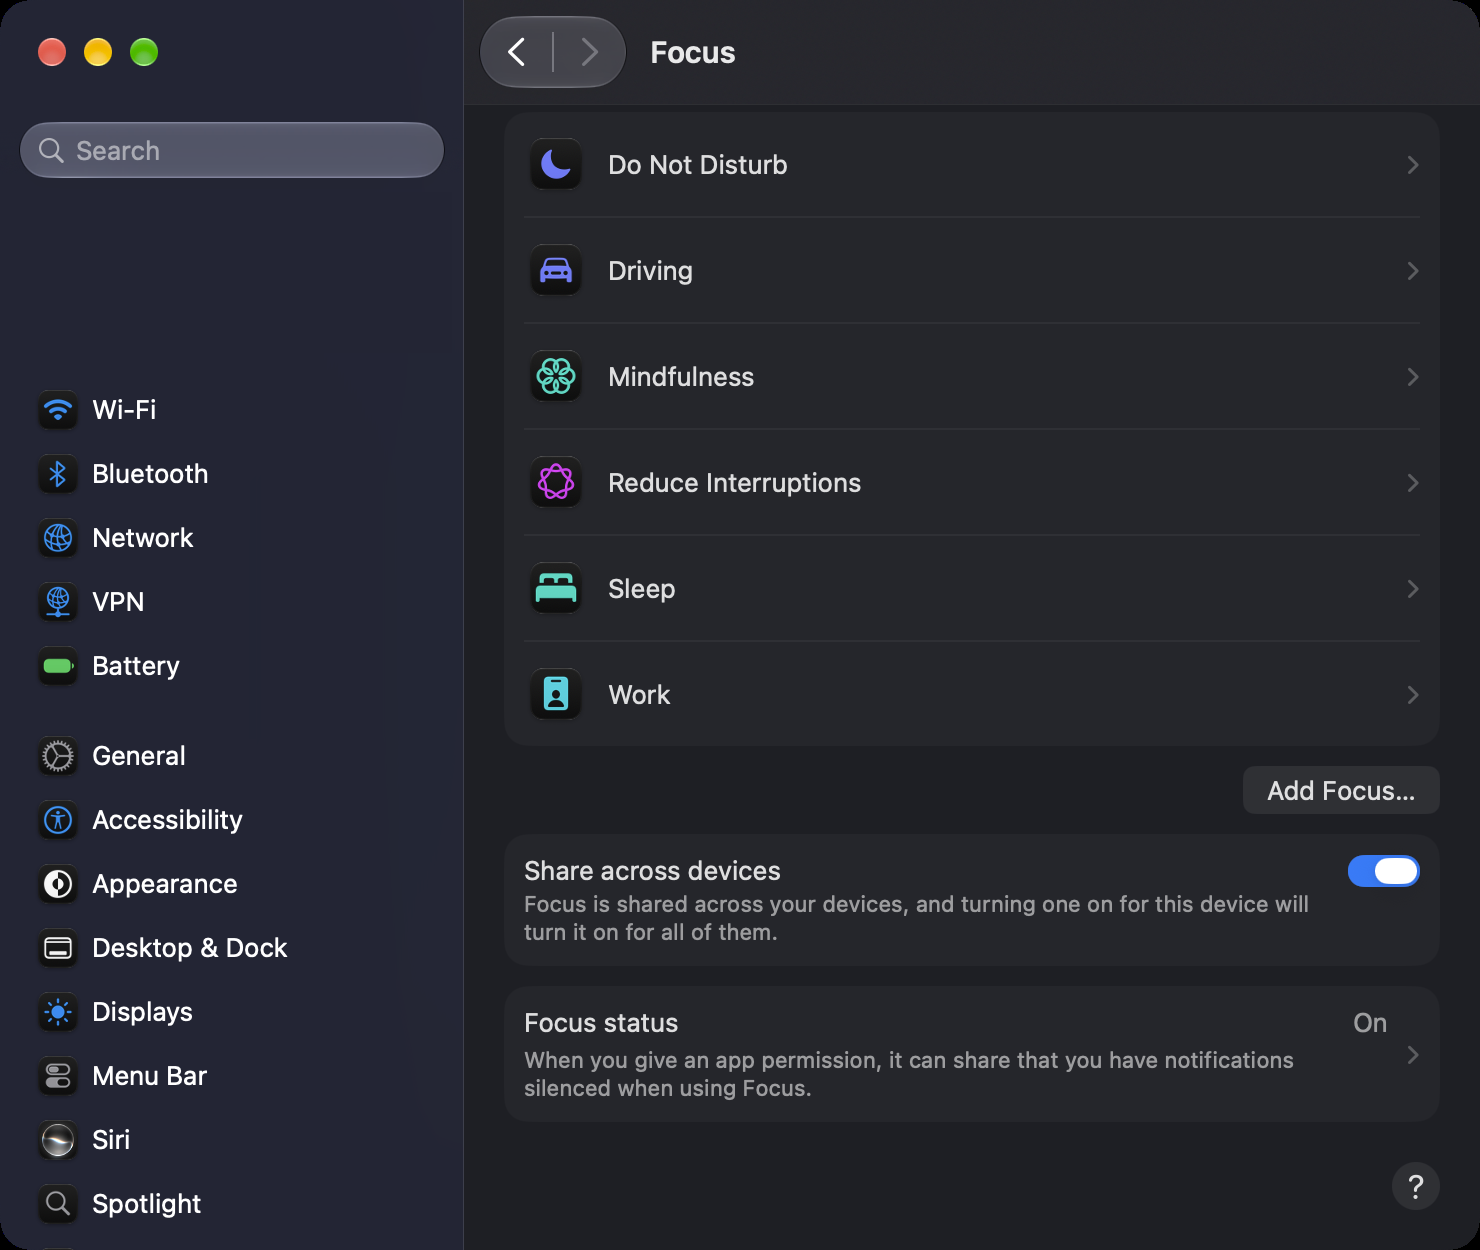 Focus
Search
Wi-Fi
Bluetooth
Network
VPN
Battery
General
Accessibility
Appearance
Desktop & Dock
Displays
Menu Bar
Siri
Spotlight
Do Not Disturb
Driving
Mindfulness
Reduce Interruptions
Sleep
Work
Add Focus...
Share across devices
Focus is shared across your devices, and turning one on for this device will
turn it on for all of them.
Focus status
On
When you give an app permission, it can share that you have notifications
silenced when using Focus.
?